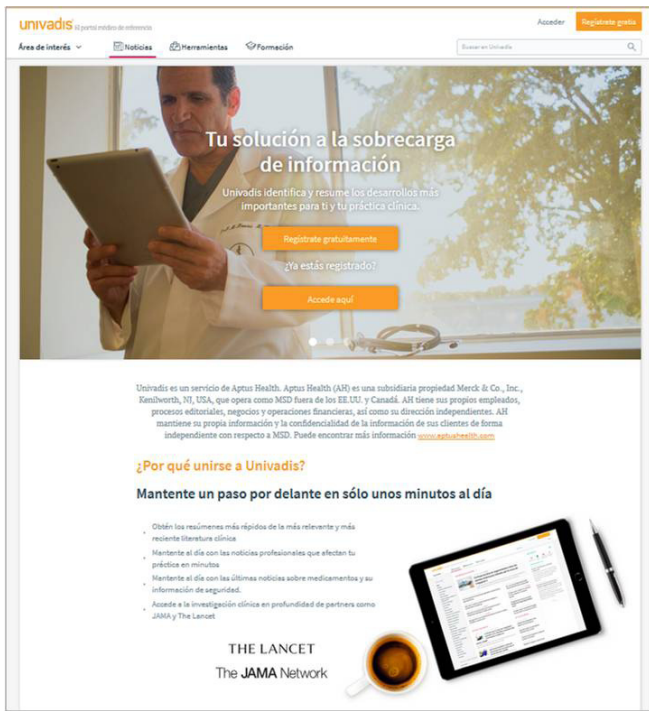 univadis El portal médico de referencia
Acceder
Regístrate gratis
Área de interés
Noticias
Herramientas
Formación
Buscar en Univadis
Tu solución a la sobrecarga
de información
Univadis identifica y resume los desarrollos más
importantes para ti y tu práctica clínica.
Regístrate gratuitamente
¿Ya estás registrado?
Accede aquí
Univadis es un servicio de Aptus Health. Aptus Health (AH) es una subsidiaria propiedad Merck & Co., Inc.,
Kenilworth, NJ, USA, que opera como MSD fuera de los EE.UU. y Canadá. AH tiene sus propios empleados,
procesos editoriales, negocios y operaciones financieras, así como su dirección independientes. AH
mantiene su propia información y la confidencialidad de la información de sus clientes de forma
independiente con respecto a MSD. Puede encontrar más información www.aptushealth.com
¿Por qué unirse a Univadis?
Mantente un paso por delante en sólo unos minutos al día
Obtén los resúmenes más rápidos de la más relevante y más
reciente literatura clínica
Mantente al día con las noticias profesionales que afectan tu
práctica en minutos
Mantente al día con las últimas noticias sobre medicamentos y su
información de seguridad.
Accede a la investigación clínica en profundidad de partners como
JAMA y The Lancet
THE LANCET
The JAMA Network